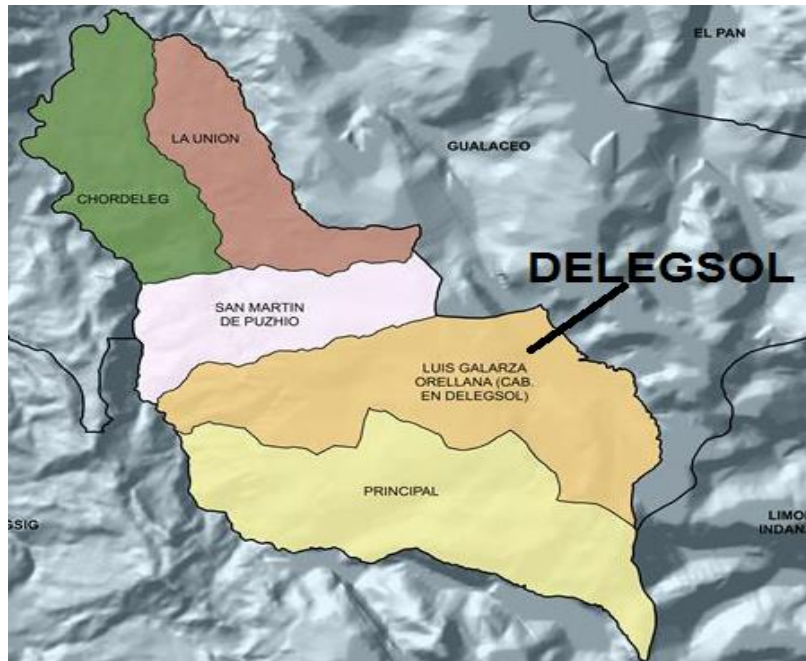 EL PAN
LA UNION
GUALACEO
CHORDELEG
DELEGSOL
SAN MARTIN
DE PUZHIO
LUIS GALARZA
ORELLANA (CAB.
EN DELEGSOL)
PRINCIPAL
GSIG
LIMO
INDAN